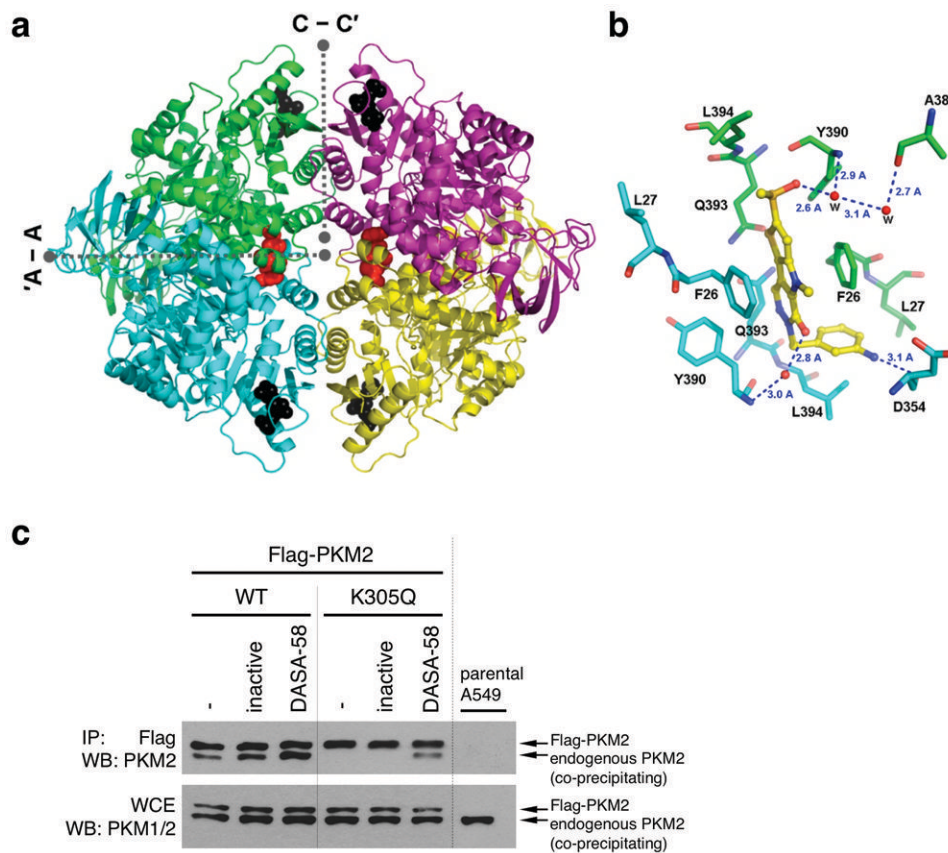 a
C – C'
'A – A
b
L394
Y390
A38
2.9 A
2.7 A
Q393
2.6 A
3.1 A
W
W
L27
F26
F26
L27
Q393
2.8 A
3.1 A
Y390
3.0 A
L394
D354
c
Flag-PKM2
WT
K305Q
-
inactive
DASA-58
-
inactive
DASA-58
parental
A549
IP: Flag
WB: PKM2
Flag-PKM2
endogenous PKM2
(co-precipitating)
WCE
WB: PKM1/2
Flag-PKM2
endogenous PKM2
(co-precipitating)